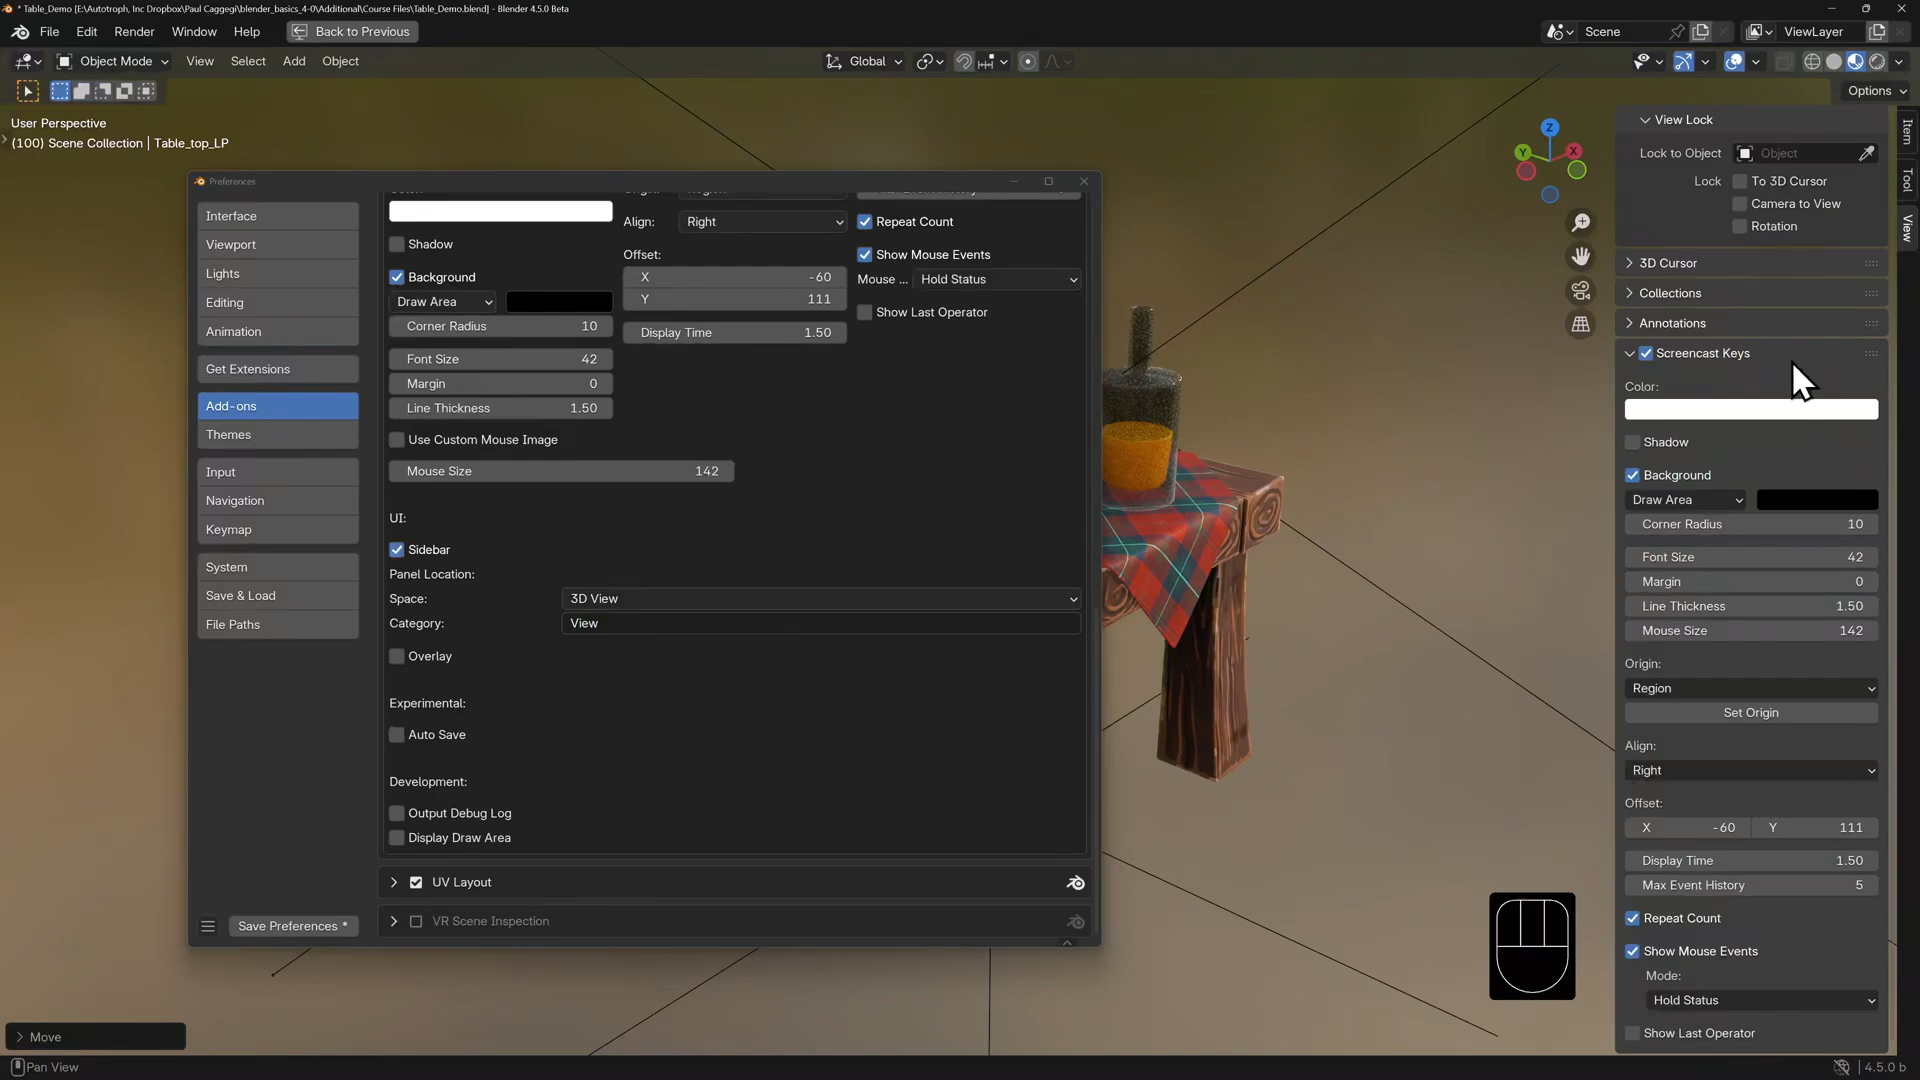 * Table_Demo [E:\Autotroph, Inc Dropbox\Paul Caggegi\blender_basics_4-0\Additional\Course Files\Table_Demo.blend] - Blender 4.5.0 Beta
File Edit Render Window Help Back to Previous Scene ViewLayer
Object Mode View Select Add Object Global
Options
User Perspective
(100) Scene Collection | Table_top_LP
Z
Y
X
Preferences
Interface
Viewport
Lights
Editing
Animation
Get Extensions
Add-ons
Themes
Input
Navigation
Keymap
System
Save & Load
File Paths
Save Preferences *
Shadow
Background
Draw Area
Corner Radius 10
Font Size 42
Margin 0
Line Thickness 1.50
Use Custom Mouse Image
Mouse Size 142
Align: Right
Offset:
X -60
Y 111
Display Time 1.50
Repeat Count
Show Mouse Events
Mouse ... Hold Status
Show Last Operator
UI:
Sidebar
Panel Location:
Space: 3D View
Category: View
Overlay
Experimental:
Auto Save
Development:
Output Debug Log
Display Draw Area
UV Layout
VR Scene Inspection
View Lock
Lock to Object Object
Lock To 3D Cursor
Camera to View
Rotation
3D Cursor
Collections
Annotations
Screencast Keys
Color:
Shadow
Background
Draw Area
Corner Radius 10
Font Size 42
Margin 0
Line Thickness 1.50
Mouse Size 142
Origin:
Region
Set Origin
Align:
Right
Offset:
X -60 Y 111
Display Time 1.50
Max Event History 5
Repeat Count
Show Mouse Events
Mode:
Hold Status
Show Last Operator
Item
Tool
View
Move
Pan View
4.5.0 b